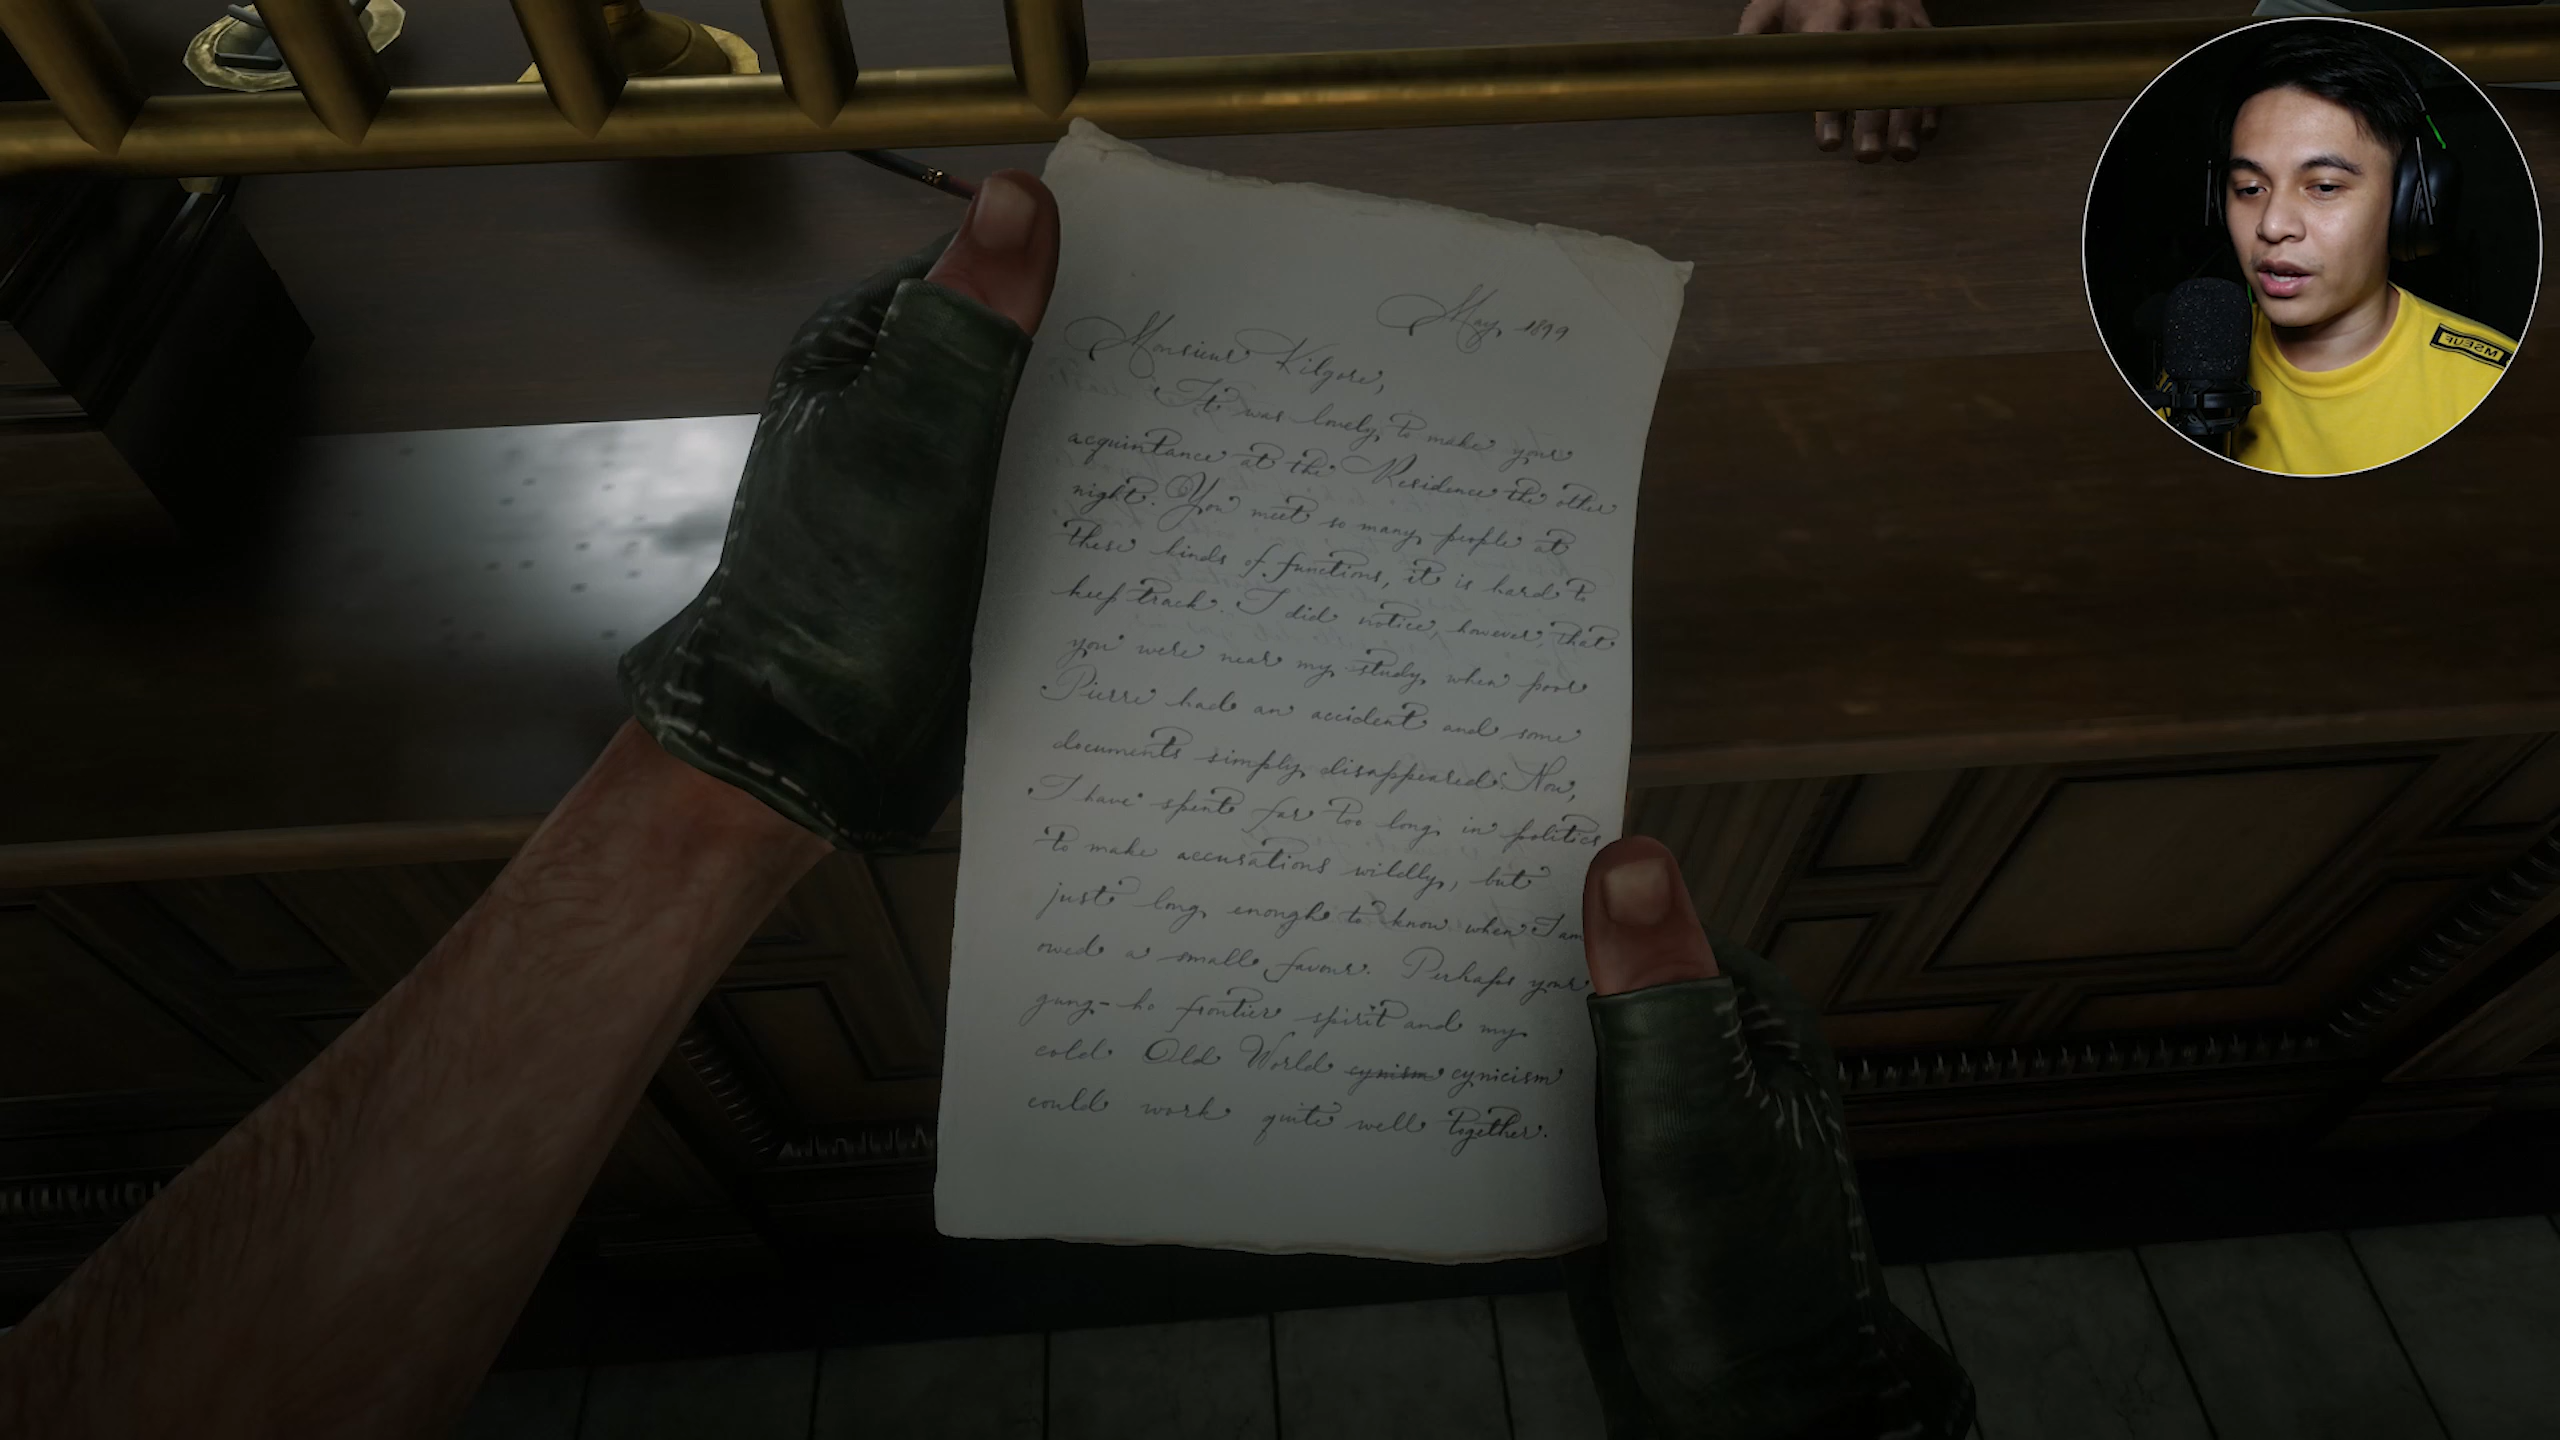 May, 1899
Monsieur Kilgore,
It was lovely to make your
acquintance at the Residence the other
night. You meet so many people at
these kinds of functions, it is hard to
keep track. I did notice, however, that
you were near my study when poor
Pierre had an accident and some
documents simply disappeared. Now,
I have spent far too long in politics
to make accusations wildly, but
just long enough to know when I am
owed a small favour. Perhaps your
gung-ho frontier spirit and my
cold Old World cynism cynicism
could work quite well together.